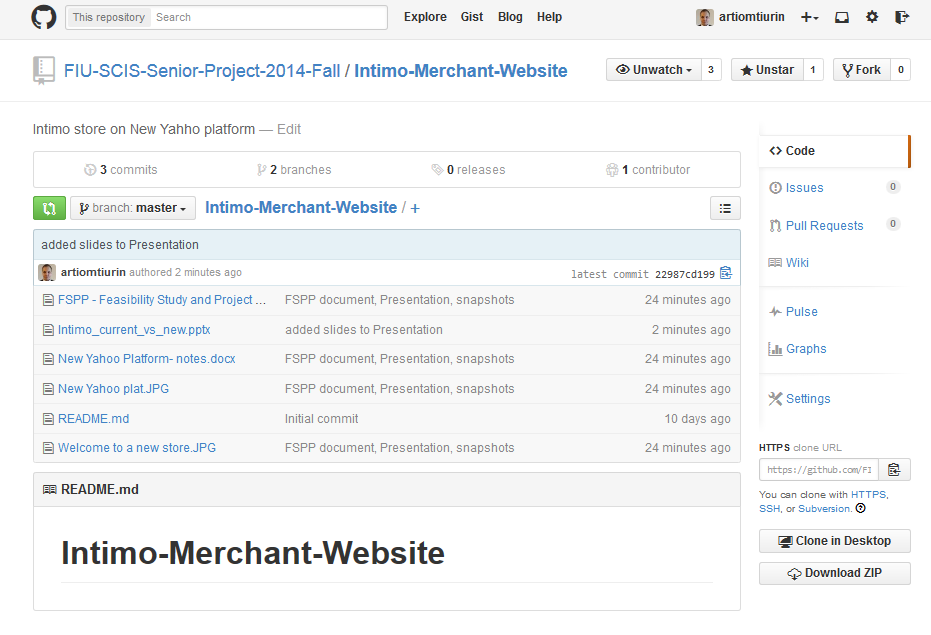 This repository Search Explore Gist Blog Help artiomtiurin
FIU-SCIS-Senior-Project-2014-Fall / Intimo-Merchant-Website Unwatch 3 Unstar 1 Fork 0
Intimo store on New Yahho platform — Edit
3 commits 2 branches 0 releases 1 contributor
branch: master Intimo-Merchant-Website / +
added slides to Presentation
artiomtiurin authored 2 minutes ago latest commit 22987cd199
FSPP - Feasibility Study and Project ... FSPP document, Presentation, snapshots 24 minutes ago
Intimo_current_vs_new.pptx added slides to Presentation 2 minutes ago
New Yahoo Platform- notes.docx FSPP document, Presentation, snapshots 24 minutes ago
New Yahoo plat.JPG FSPP document, Presentation, snapshots 24 minutes ago
README.md Initial commit 10 days ago
Welcome to a new store.JPG FSPP document, Presentation, snapshots 24 minutes ago
README.md
Intimo-Merchant-Website
Code
Issues 0
Pull Requests 0
Wiki
Pulse
Graphs
Settings
HTTPS clone URL
https://github.com/FI
You can clone with HTTPS,
SSH, or Subversion.
Clone in Desktop
Download ZIP